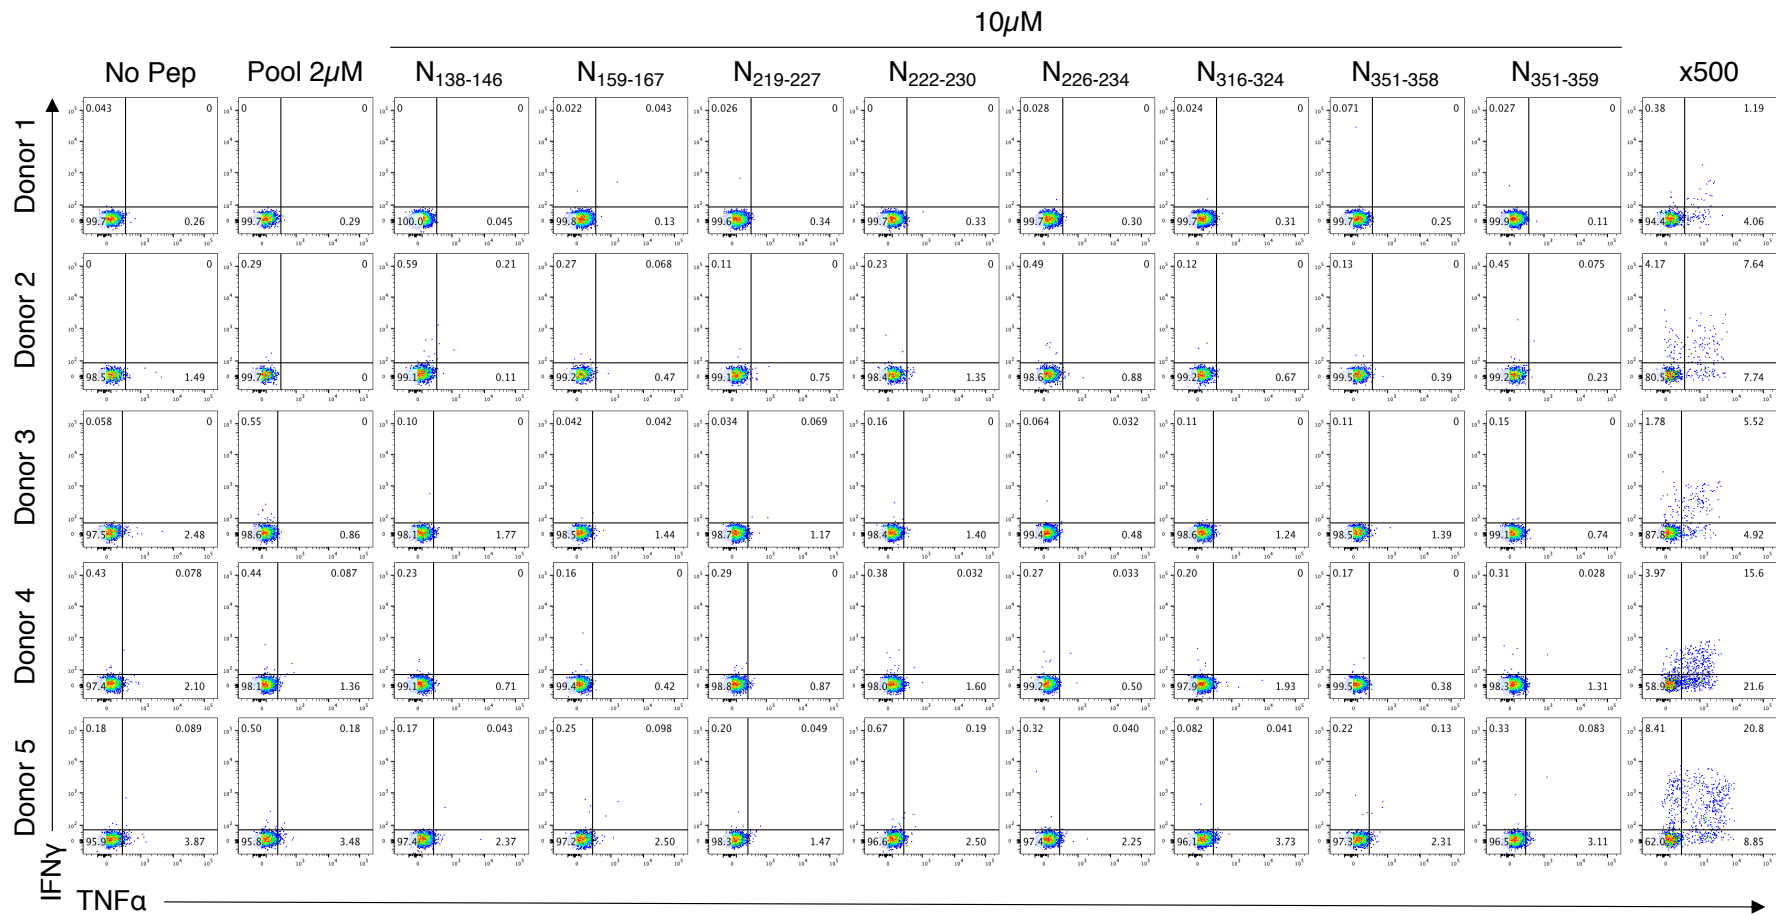 10µM
No Pep Pool 2µM N138-146 N159-167 N219-227 N222-230 N226-234 N316-324 N351-358 N351-359 x500
Donor 1
0.043 0 0 0 0 0 0.022 0.043 0.026 0 0 0 0.028 0 0.024 0 0.071 0 0.027 0 0.38 1.19
99.7 0.26 99.7 0.29 100.0 0.045 99.8 0.13 99.6 0.34 99.7 0.33 99.7 0.30 99.7 0.31 99.7 0.25 99.9 0.11 94.4 4.06
Donor 2
0 0 0.29 0 0.59 0.21 0.27 0.068 0.11 0 0.23 0 0.49 0 0.12 0 0.13 0 0.45 0.075 4.17 7.64
98.5 1.49 99.7 0 99.1 0.11 99.2 0.47 99.1 0.75 98.4 1.35 98.6 0.88 99.2 0.67 99.5 0.39 99.2 0.23 80.5 7.74
Donor 3
0.058 0 0.55 0 0.10 0 0.042 0.042 0.034 0.069 0.16 0 0.064 0.032 0.11 0 0.11 0 0.15 0 1.78 5.52
97.5 2.48 98.6 0.86 98.1 1.77 98.5 1.44 98.7 1.17 98.4 1.40 99.4 0.48 98.6 1.24 98.5 1.39 99.1 0.74 87.8 4.92
Donor 4
0.43 0.078 0.44 0.087 0.23 0 0.16 0 0.29 0 0.38 0.032 0.27 0.033 0.20 0 0.17 0 0.31 0.028 3.97 15.6
97.4 2.10 98.1 1.36 99.1 0.71 99.4 0.42 98.8 0.87 98.0 1.60 99.2 0.50 97.9 1.93 99.5 0.38 98.3 1.31 58.9 21.6
Donor 5
0.18 0.089 0.50 0.18 0.17 0.043 0.25 0.098 0.20 0.049 0.67 0.19 0.32 0.040 0.082 0.041 0.22 0.13 0.33 0.083 8.41 20.8
95.9 3.87 95.8 3.48 97.4 2.37 97.2 2.50 98.3 1.47 96.6 2.50 97.4 2.25 96.1 3.73 97.3 2.31 96.5 3.11 62.0 8.85
IFNγ
TNFα